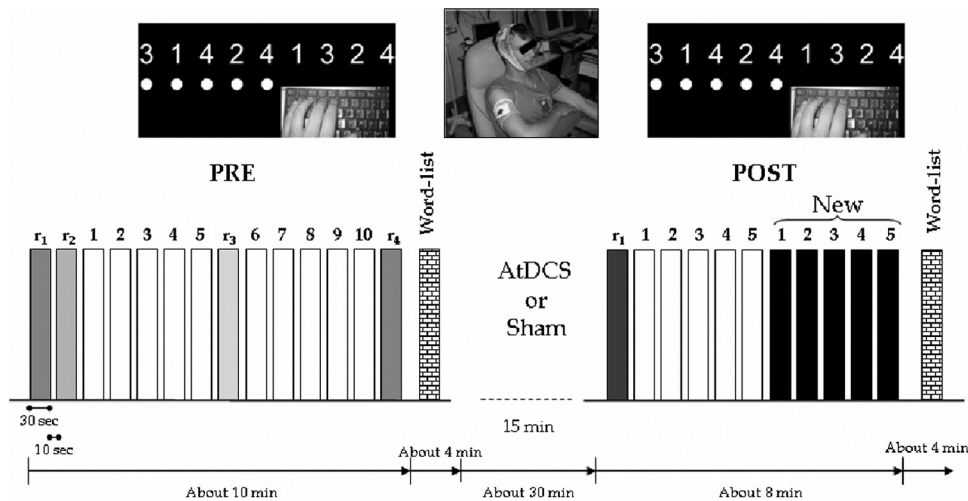 3 1 4 2 4 1 3 2 4
3 1 4 2 4 1 3 2 4
PRE
Word-list
POST
Word-list
New
r1 r2 1 2 3 4 5 r3 6 7 8 9 10 r4
r1 1 2 3 4 5 1 2 3 4 5
AtDCS
or
Sham
30 sec
15 min
10 sec
About 4 min
About 4 min
About 10 min
About 30 min
About 8 min